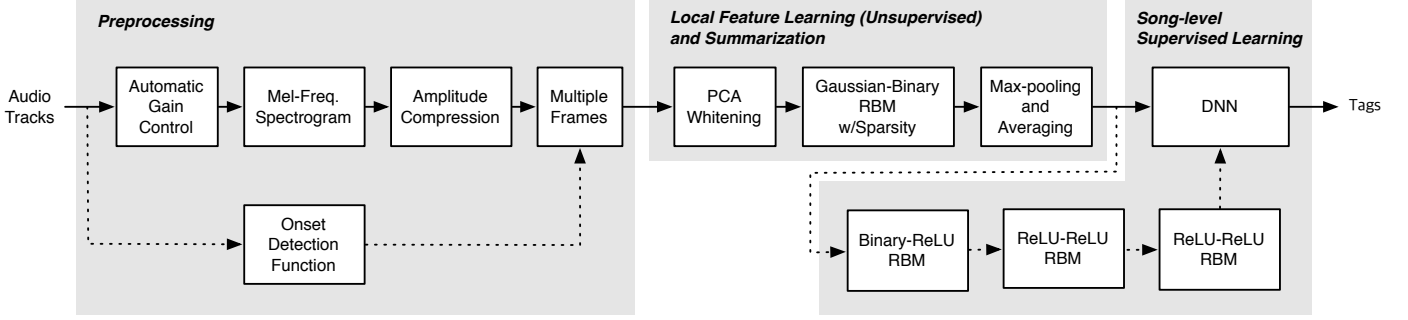 Preprocessing
Local Feature Learning (Unsupervised)
and Summarization
Song-level
Supervised Learning
Audio
Tracks
Automatic
Gain
Control
Mel-Freq.
Spectrogram
Amplitude
Compression
Multiple
Frames
PCA
Whitening
Gaussian-Binary
RBM
w/Sparsity
Max-pooling
and
Averaging
DNN
Tags
Onset
Detection
Function
Binary-ReLU
RBM
ReLU-ReLU
RBM
ReLU-ReLU
RBM